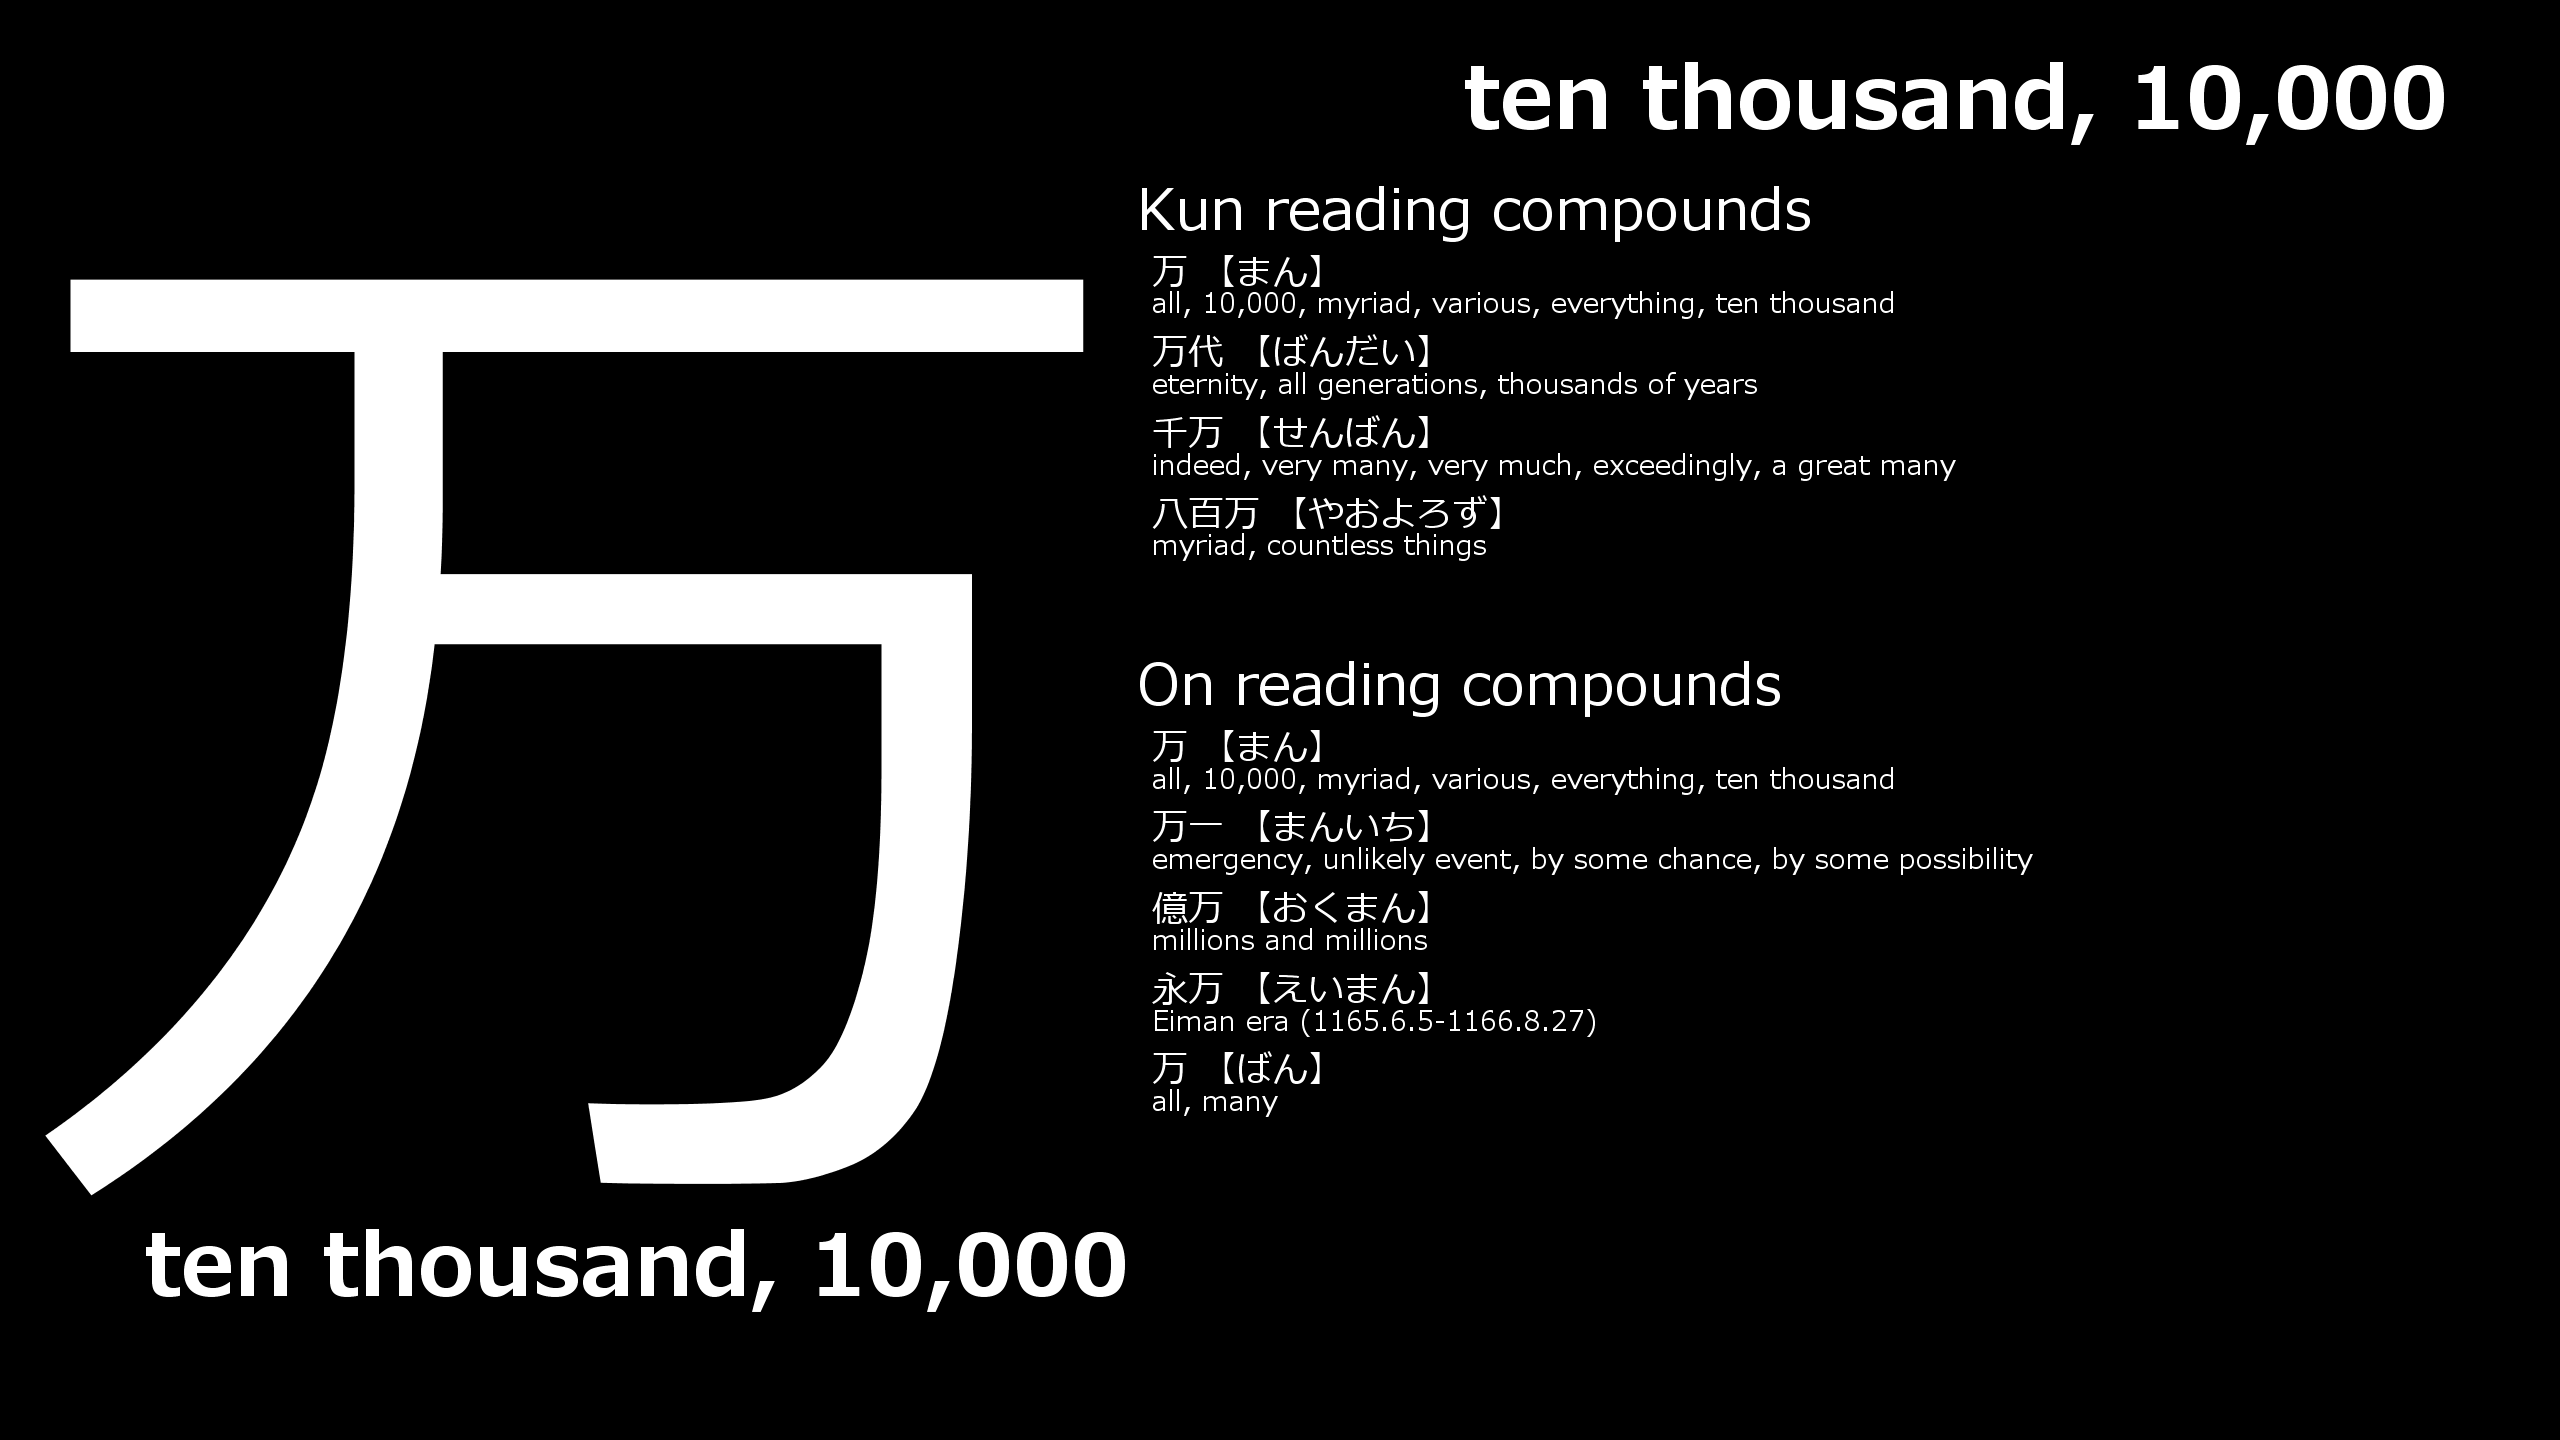 ten thousand, 10,000
万
ten thousand, 10,000
Kun reading compounds
万 【まん】
all, 10,000, myriad, various, everything, ten thousand
万代 【ばんだい】
eternity, all generations, thousands of years
千万 【せんばん】
indeed, very many, very much, exceedingly, a great many
八百万 【やおよろず】
myriad, countless things
On reading compounds
万 【まん】
all, 10,000, myriad, various, everything, ten thousand
万一 【まんいち】
emergency, unlikely event, by some chance, by some possibility
億万 【おくまん】
millions and millions
永万 【えいまん】
Eiman era (1165.6.5-1166.8.27)
万 【ばん】
all, many